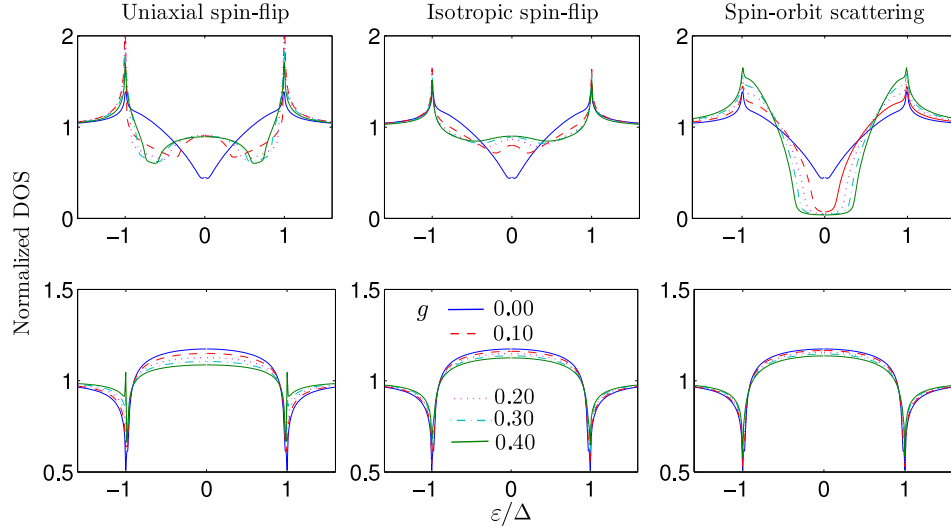 Uniaxial spin-flip Isotropic spin-flip Spin-orbit scattering
2 2 2
1 1 1
0 0 0
−1 0 1 −1 0 1 −1 0 1
Normalized DOS
1.5 1.5 1.5
g 0.00
0.10
1 1 1
0.20
0.30
0.40
0.5 0.5 0.5
−1 0 1 −1 0 1 −1 0 1
ε/Δ